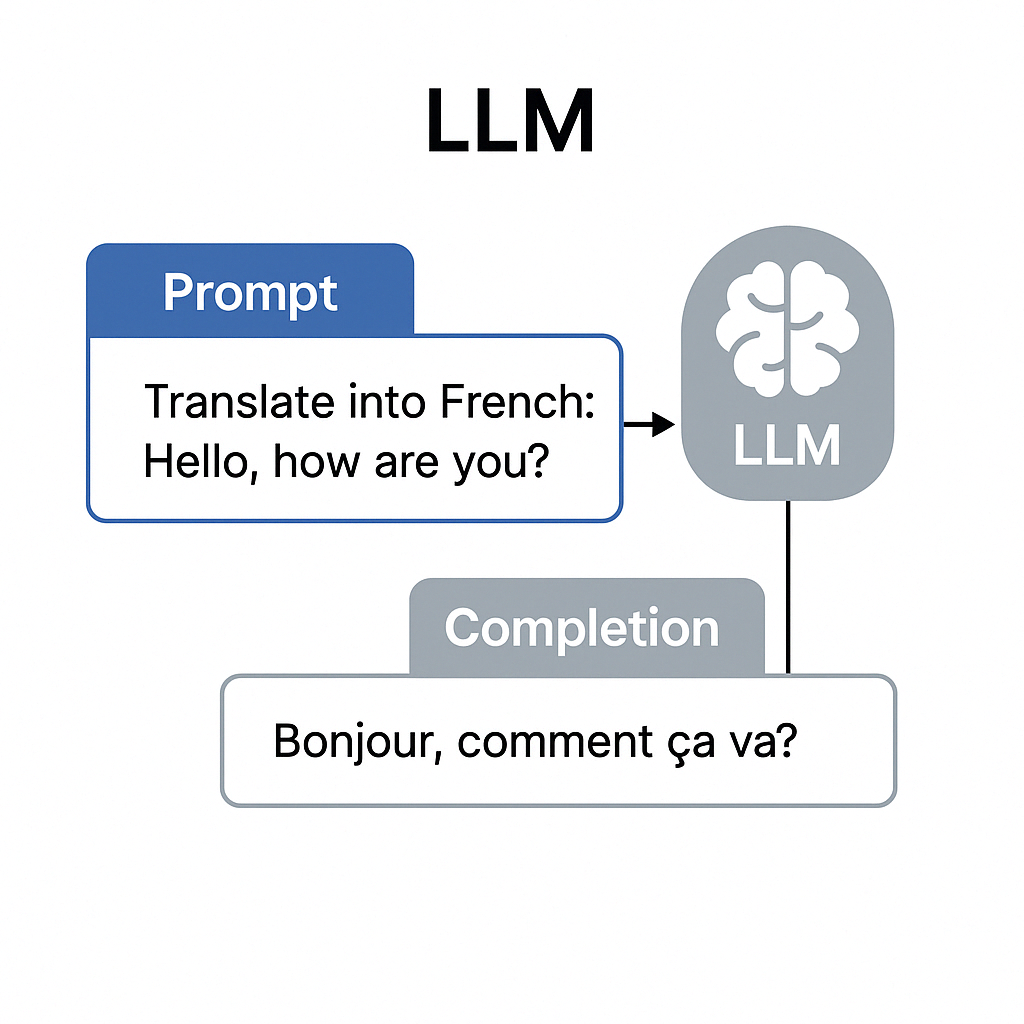 LLM
Prompt
Translate into French:
Hello, how are you?
LLM
Completion
Bonjour, comment ça va?